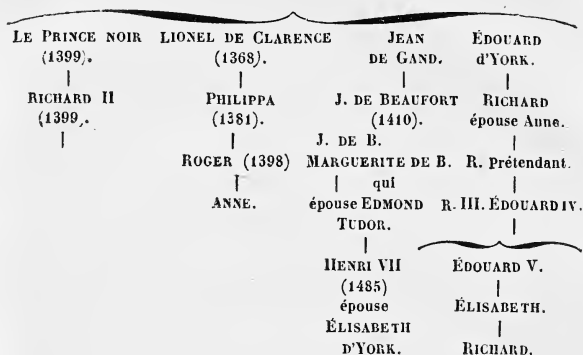 LE PRINCE NOIR LIONEL DE CLARENCE JEAN ÉDOUARD
(1399). (1368). DE GAND. d'YORK.
RICHARD II PHILIPPA J. DE BEAUFORT RICHARD
(1399,. (1381). (1410). épouse Anne.
J. DE B.
ROGER (1398) MARGUERITE DE B. R. Prétendant.
qui
ANNE. épouse EDMOND R. III. ÉDOUARD IV.
TUDOR.
HENRI VII ÉDOUARD V.
(1485)
épouse ÉLISABETH.
ÉLISABETH
D'YORK. RICHARD.